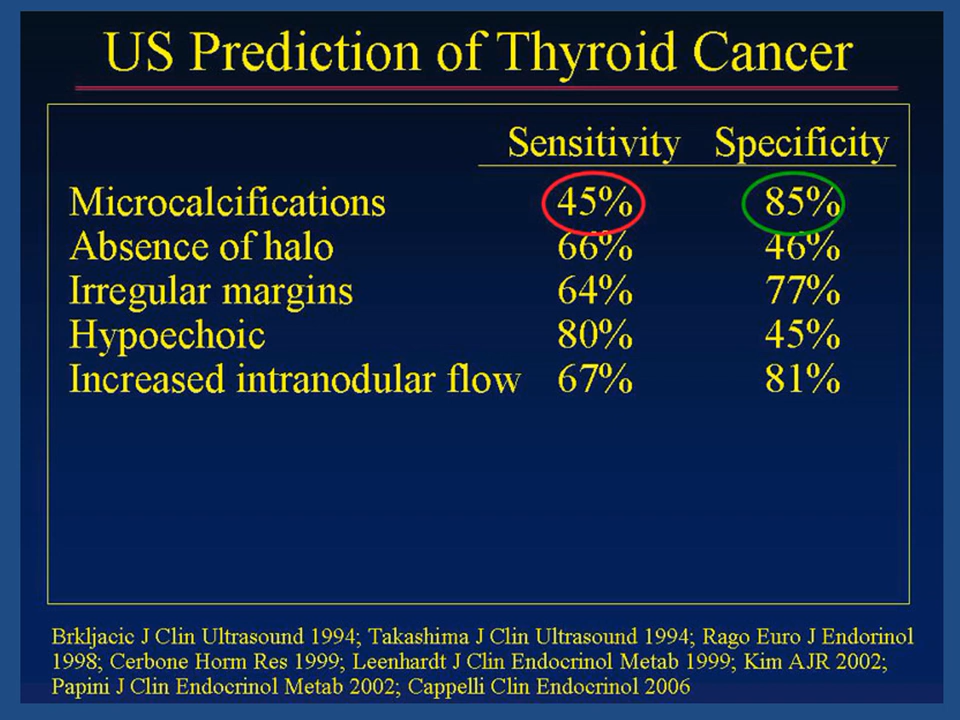 US Prediction of Thyroid Cancer
Sensitivity Specificity
Microcalcifications 45% 85%
Absence of halo 66% 46%
Irregular margins 64% 77%
Hypoechoic 80% 45%
Increased intranodular flow 67% 81%
Brkljacic J Clin Ultrasound 1994; Takashima J Clin Ultrasound 1994; Rago Euro J Endorinol
1998; Cerbone Horm Res 1999; Leenhardt J Clin Endocrinol Metab 1999; Kim AJR 2002;
Papini J Clin Endocrinol Metab 2002; Cappelli Clin Endocrinol 2006